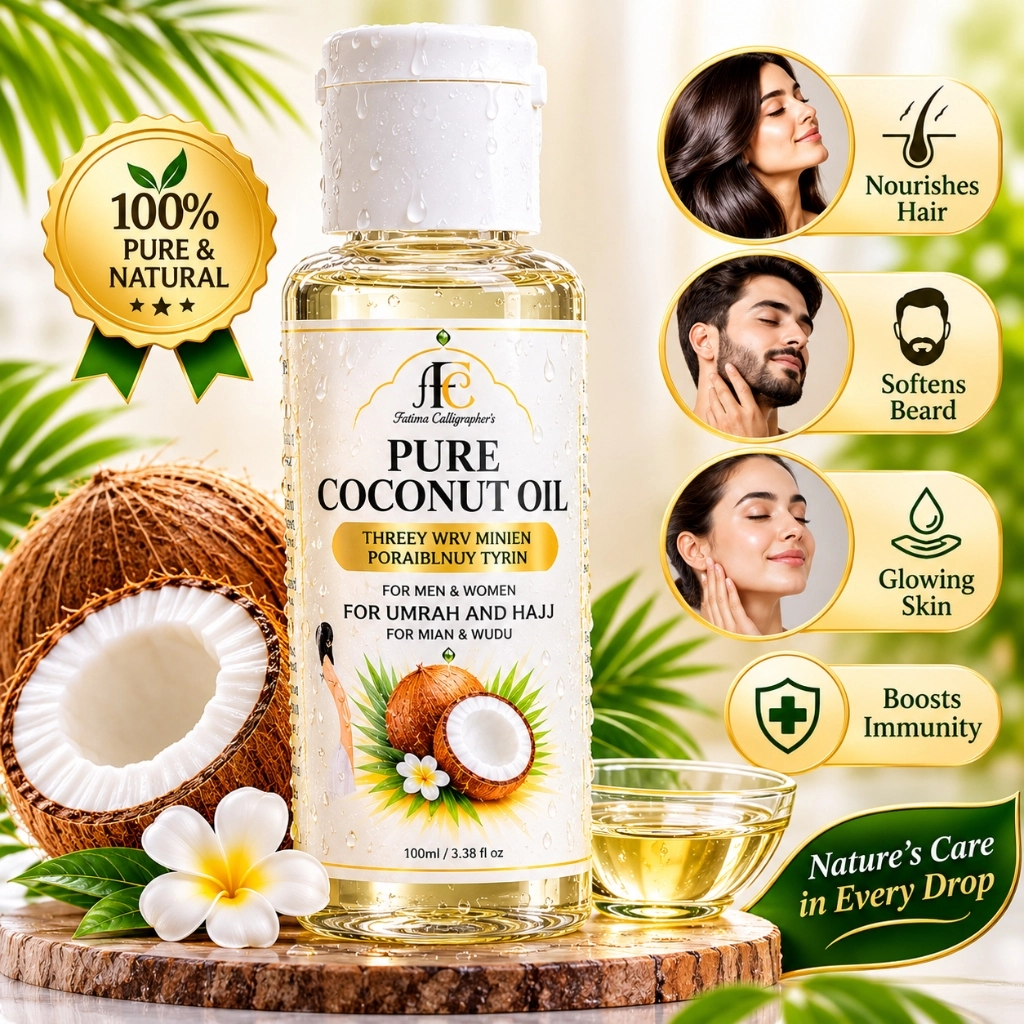 100%
PURE &
NATURAL
AFC
Fatima Calligrapher's
PURE
COCONUT OIL
THREEY WRV MINIEN
PORAIBLNUY TYRIN
FOR MEN & WOMEN
FOR UMRAH AND HAJJ
FOR MIAN & WUDU
100ml / 3.38 fl oz
Nourishes
Hair
Softens
Beard
Glowing
Skin
Boosts
Immunity
Nature's Care
in Every Drop